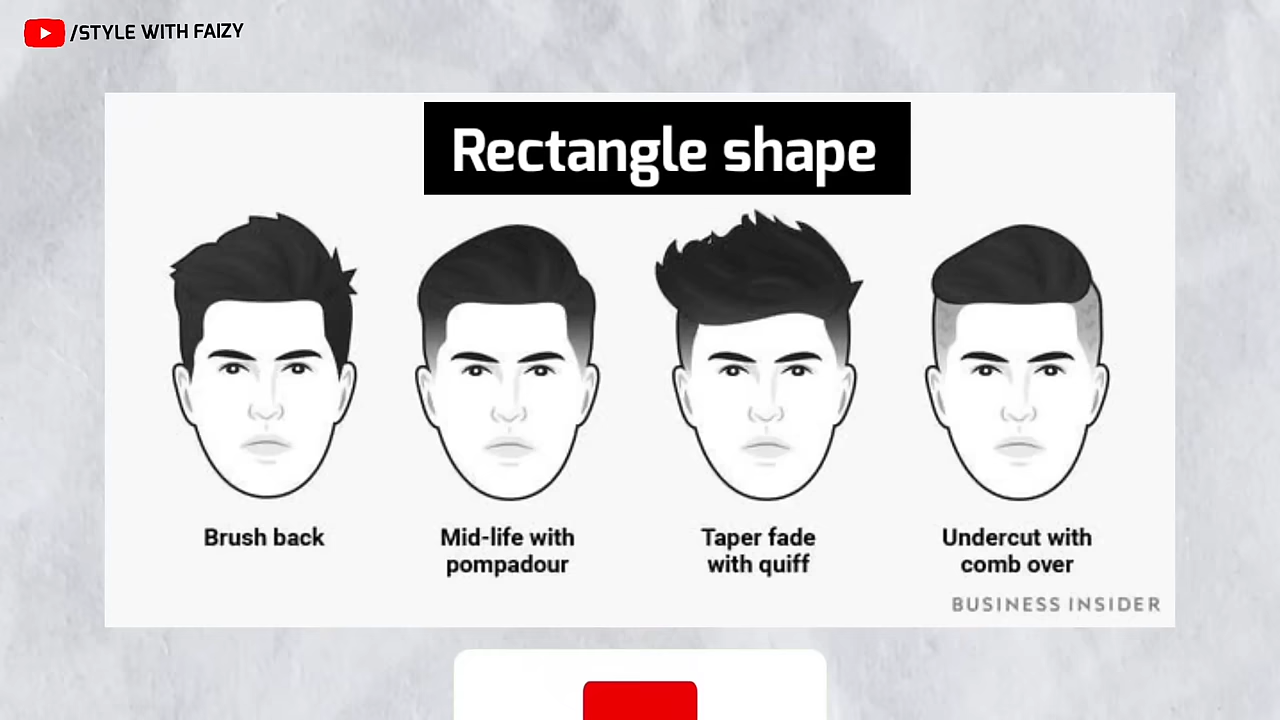 /STYLE WITH FAIZY
Rectangle shape
Brush back
Mid-life with
pompadour
Taper fade
with quiff
Undercut with
comb over
BUSINESS INSIDER